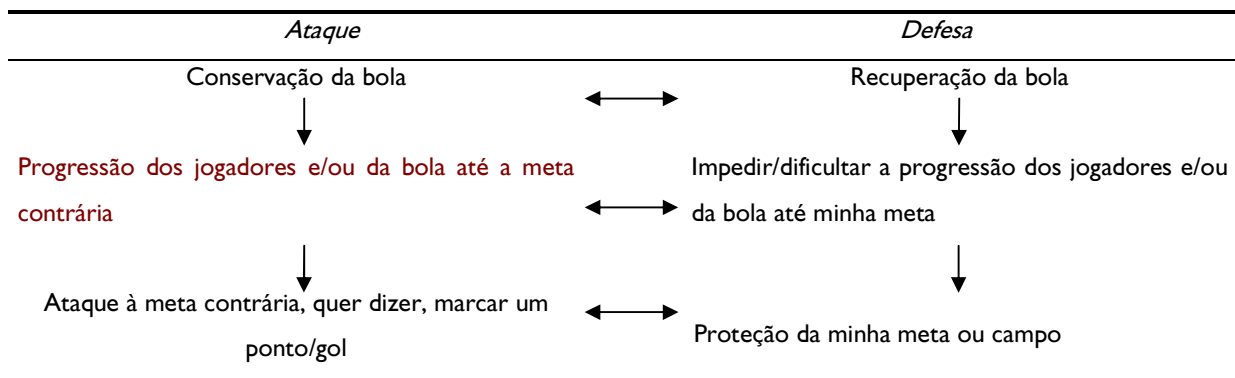 Ataque
Defesa
Conservação da bola
Recuperação da bola
Progressão dos jogadores e/ou da bola até a meta
contrária
Impedir/dificultar a progressão dos jogadores e/ou
da bola até minha meta
Ataque à meta contrária, quer dizer, marcar um
ponto/gol
Proteção da minha meta ou campo